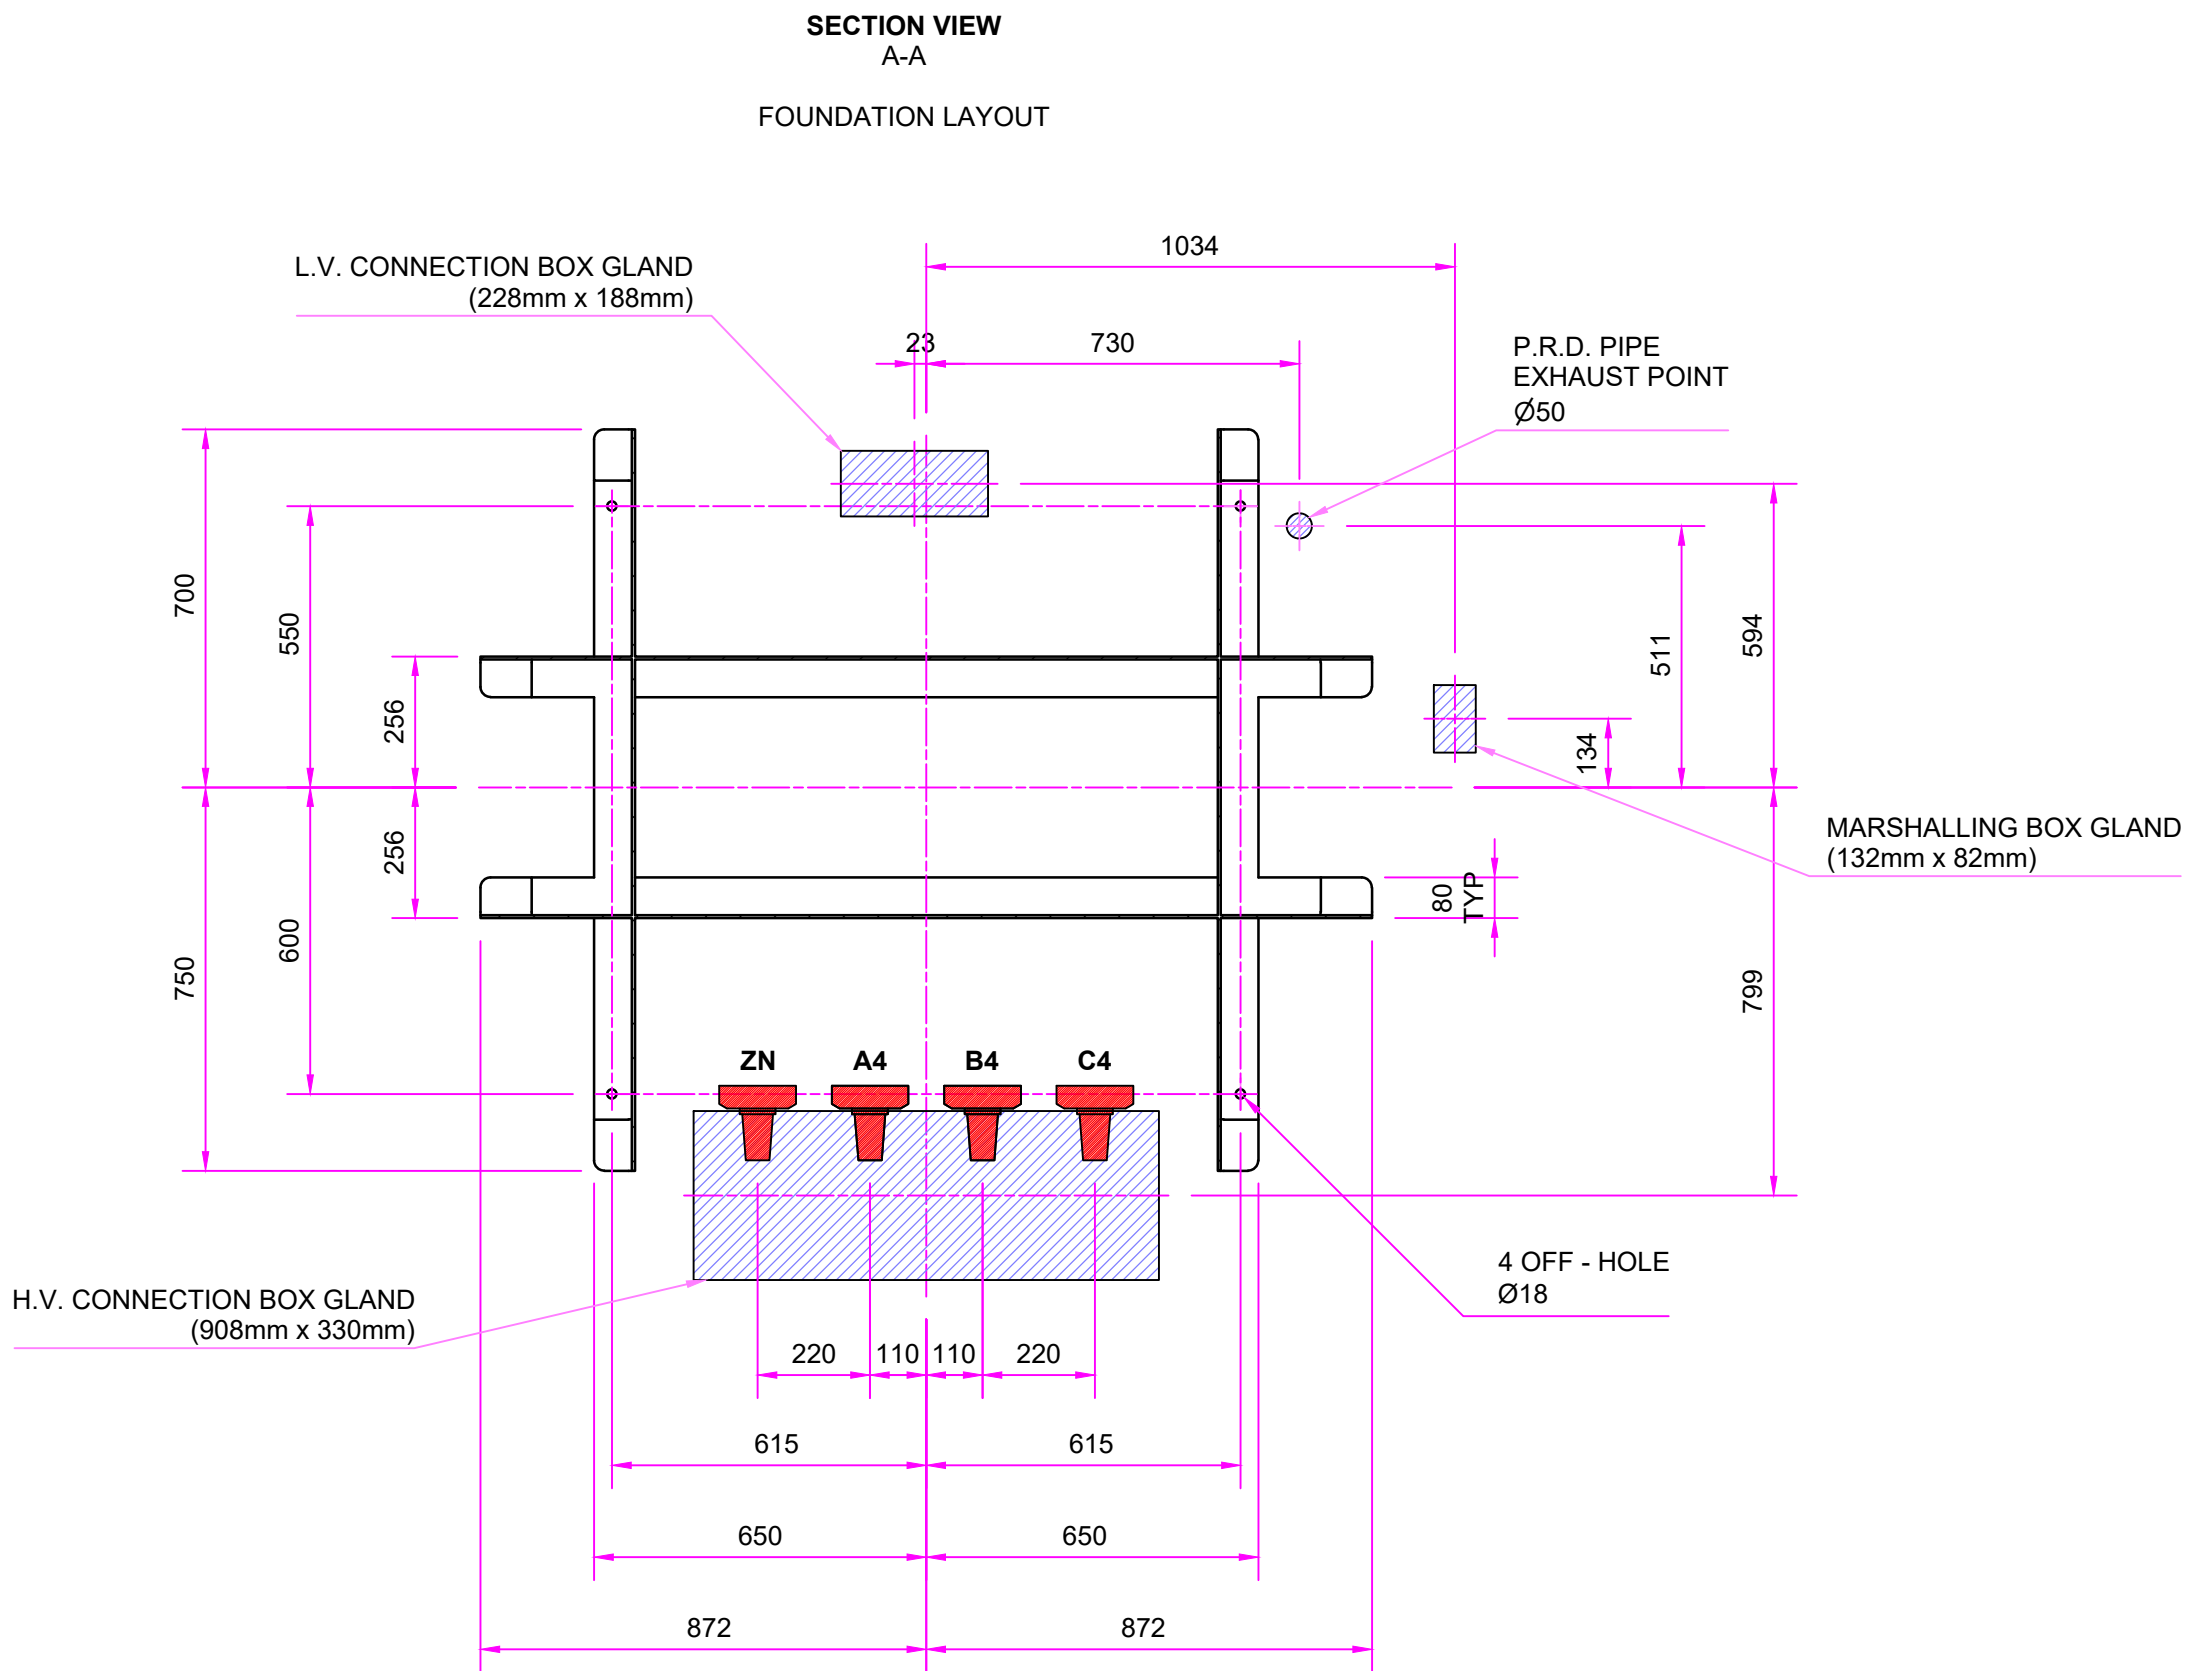 SECTION VIEW
A-A
FOUNDATION LAYOUT
1034
L.V. CONNECTION BOX GLAND
(228mm x 188mm)
23
730
P.R.D. PIPE
EXHAUST POINT
Ø50
700
550
256
511
594
134
MARSHALLING BOX GLAND
(132mm x 82mm)
256
80
TYP
600
750
799
ZN
A4
B4
C4
4 OFF - HOLE
Ø18
H.V. CONNECTION BOX GLAND
(908mm x 330mm)
220
110
110
220
615
615
650
650
872
872